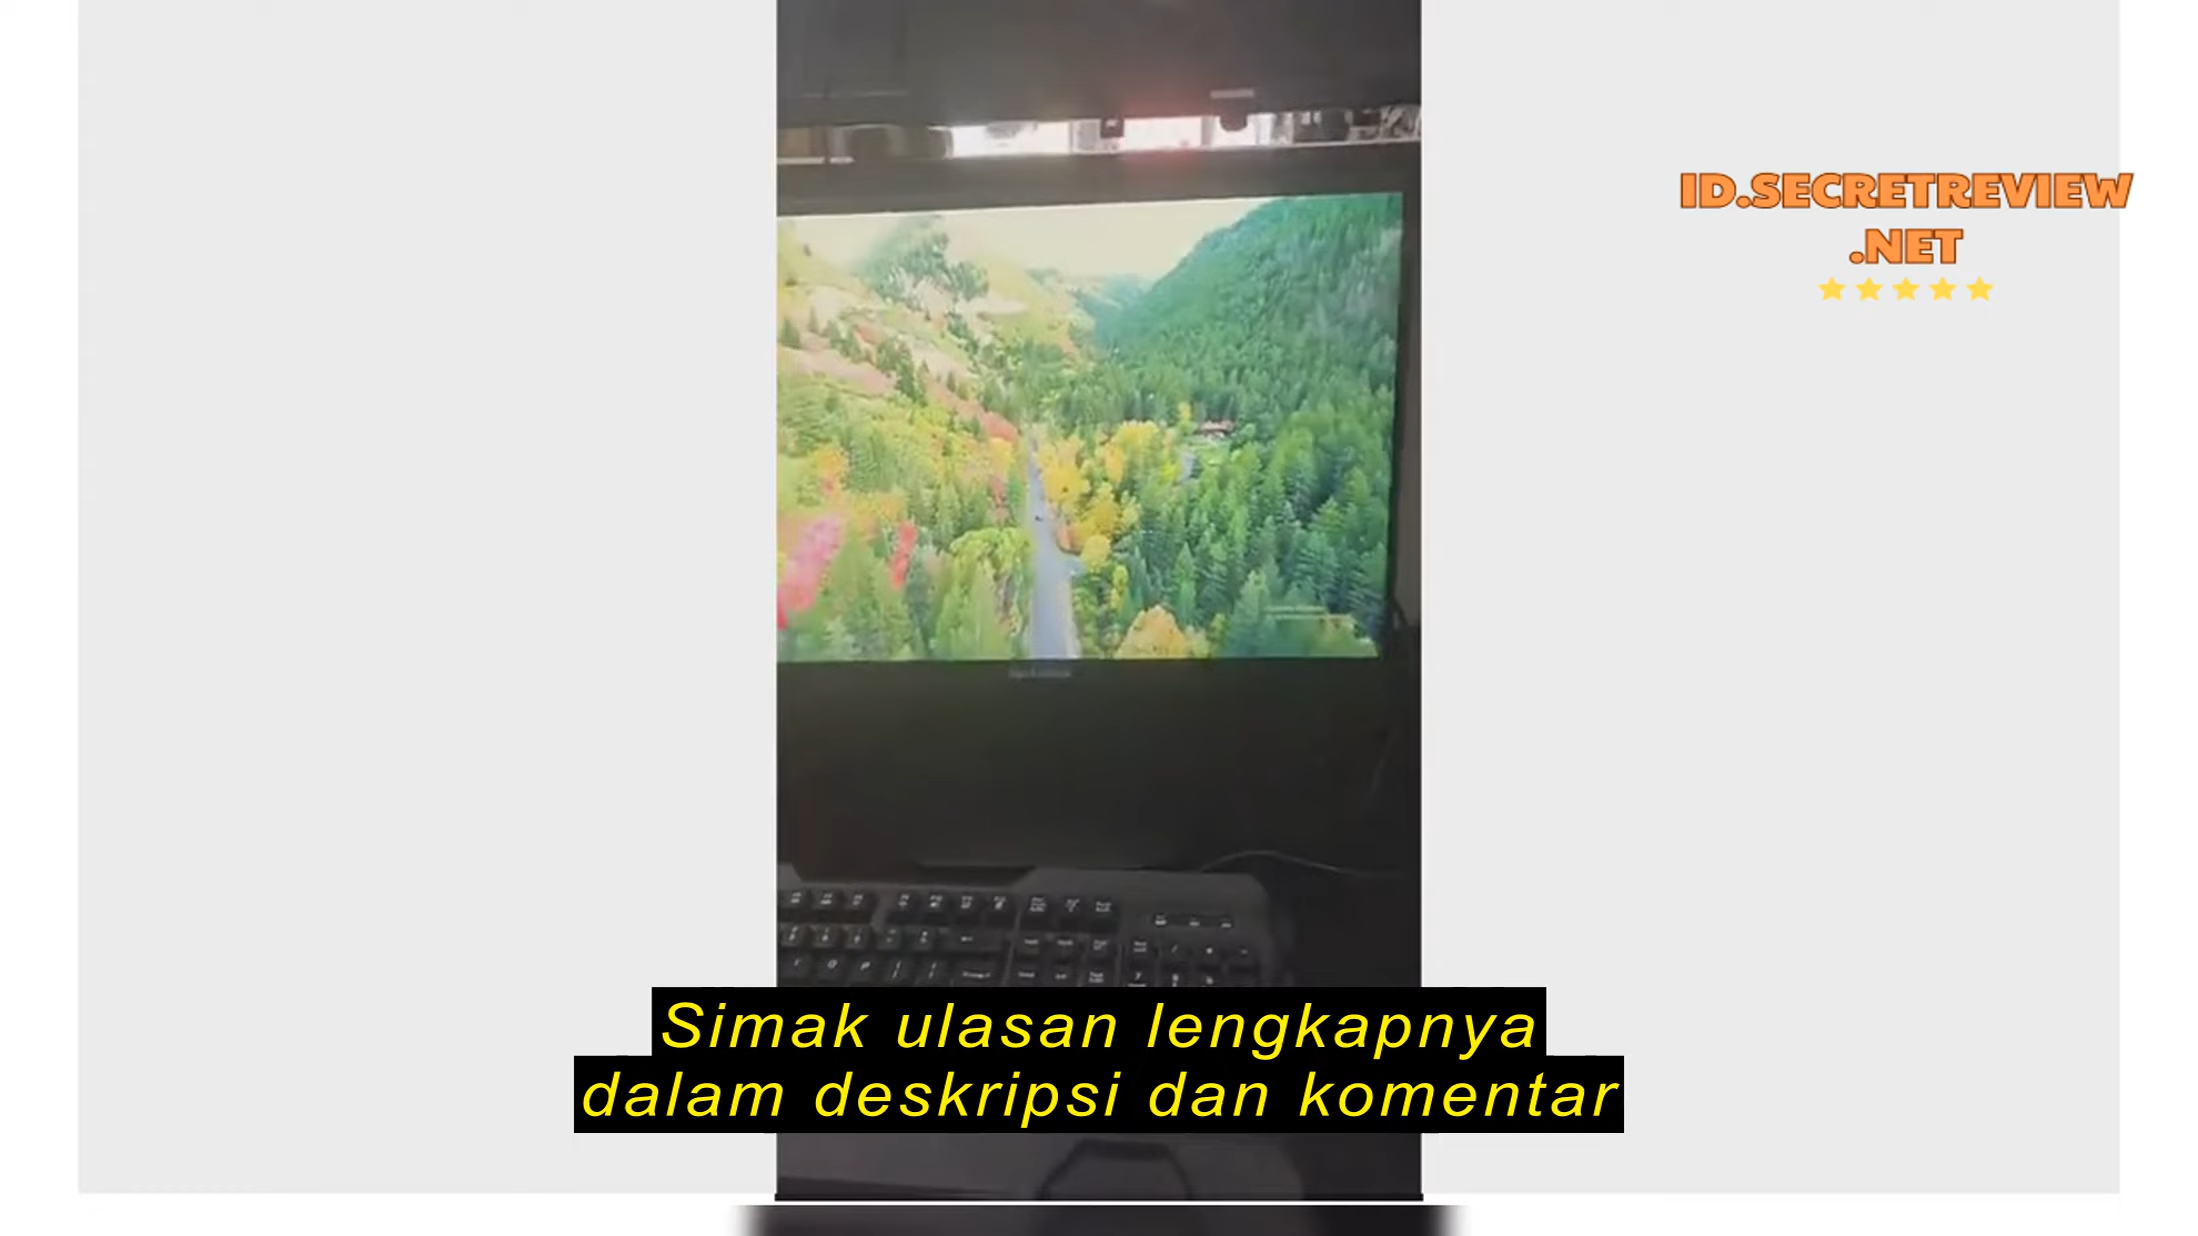 ID.SECRETREVIEW
.NET
Simak ulasan lengkapnya
dalam deskripsi dan komentar